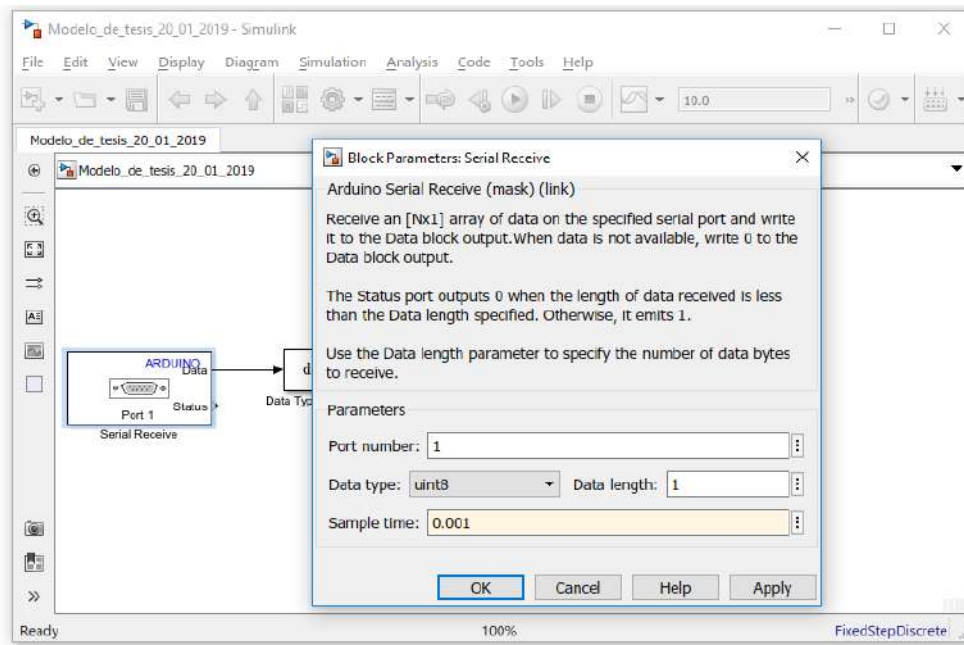 Modelo_de_tesis_20_01_2019 - Simulink
File Edit View Display Diagram Simulation Analysis Code Tools Help
10.0
Modelo_de_tesis_20_01_2019
Modelo_de_tesis_20_01_2019
ARDUINO
Data
Status
Port 1
Serial Receive
d
Data Typ
Block Parameters: Serial Receive
Arduino Serial Receive (mask) (link)
Receive an [Nx1] array of data on the specified serial port and write
it to the Data block output.When data is not available, write 0 to the
Data block output.
The Status port outputs 0 when the length of data received is less
than the Data length specified. Otherwise, it emits 1.
Use the Data length parameter to specify the number of data bytes
to receive.
Parameters
Port number: 1
Data type: uint8 Data length: 1
Sample time: 0.001
OK Cancel Help Apply
Ready 100% FixedStepDiscrete